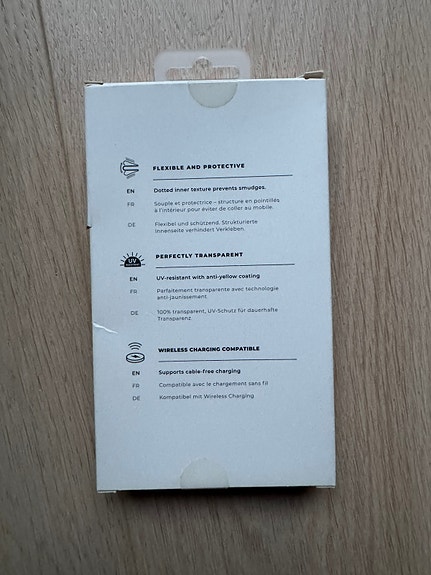 FLEXIBLE AND PROTECTIVE
EN Dotted inner texture prevents smudges.
FR Souple et protectrice – structure en pointillés
à l'intérieur pour éviter de coller au mobile.
DE Flexibel und schützend. Strukturierte
Innenseite verhindert Verkleben.
UV
PERFECTLY TRANSPARENT
EN UV-resistant with anti-yellow coating
FR Parfaitement transparente avec technologie
anti-jaunissement
DE 100% transparent, UV-Schutz für dauerhafte
Transparenz.
WIRELESS CHARGING COMPATIBLE
EN Supports cable-free charging
FR Compatible avec le chargement sans fil
DE Kompatibel mit Wireless Charging